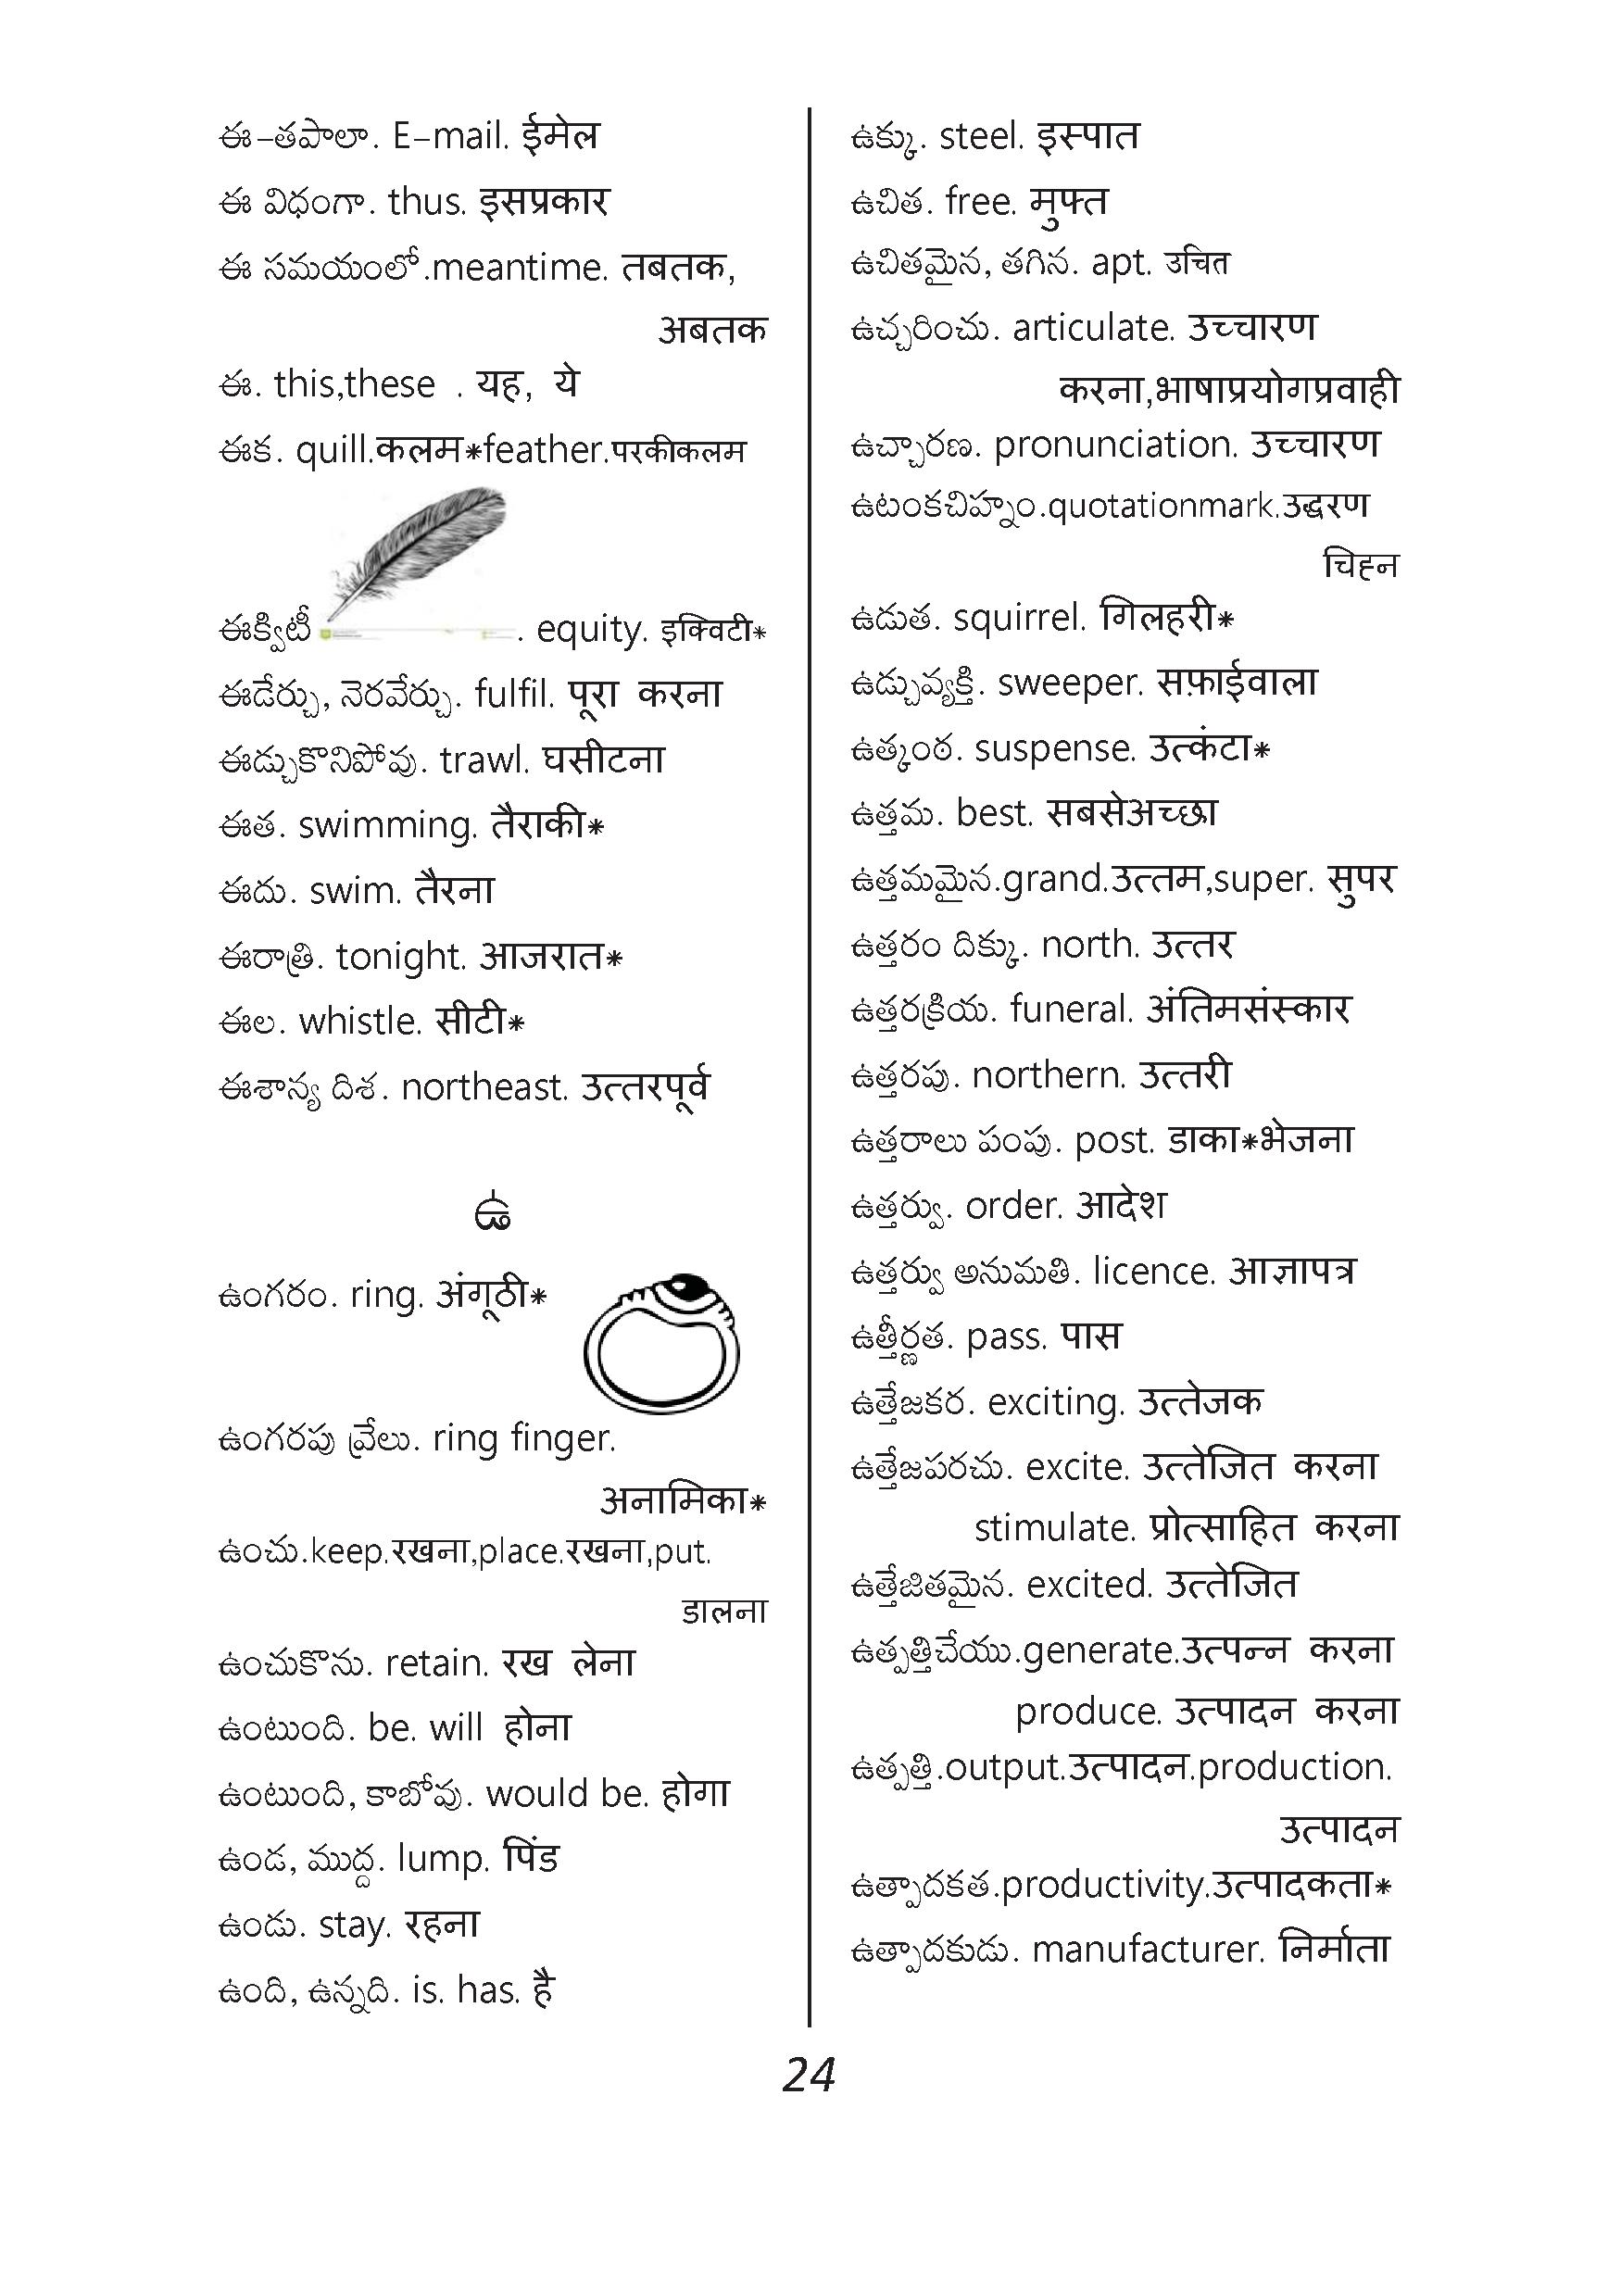 ఈ-తపాలా. E-mail. ईमेल
ఈ విధంగా. thus. इसप्रकार
ఈ సమయంలో.meantime. तबतक,
अबतक
ఈ. this,these . यह, ये
ఈక. quill.कलम*feather.परकीकलम
ఈక్విటీ . equity. इक्विटी*
ఈడేర్చు, నెరవేర్చు. fulfil. पूरा करना
ఈడ్చుకొనిపోవు. trawl. घसीटना
ఈత. swimming. तैराकी*
ఈదు. swim. तैरना
ఈరాత్రి. tonight. आजरात*
ఈల. whistle. सीटी*
ఈశాన్య దిశ. northeast. उत्तरपूर्व
ఉ
ఉంగరం. ring. अंगूठी*
ఉంగరపు వ్రేలు. ring finger.
अनामिका*
ఉంచు.keep.रखना,place.रखना,put.
डालना
ఉంచుకొను. retain. रख लेना
ఉంటుంది. be. will होना
ఉంటుంది, కాబోవు. would be. होगा
ఉండ, ముద్ద. lump. पिंड
ఉండు. stay. रहना
ఉంది, ఉన్నది. is. has. है
ఉక్కు. steel. इस्पात
ఉచిత. free. मुफ्त
ఉచితమైన, తగిన. apt. उचित
ఉచ్చరించు. articulate. उच्चारण
करना,भाषाप्रयोगप्रवाही
ఉచ్చారణ. pronunciation. उच्चारण
ఉటంకచిహ్నం.quotationmark.उद्धरण
चिह्न
ఉడుత. squirrel. गिलहरी*
ఉడ్చువ్యక్తి. sweeper. सफ़ाईवाला
ఉత్కంఠ. suspense. उत्कंटा*
ఉత్తమ. best. सबसेअच्छा
ఉత్తమమైన.grand.उत्तम,super. सुपर
ఉత్తరం దిక్కు. north. उत्तर
ఉత్తరక్రియ. funeral. अंतिमसंस्कार
ఉత్తరపు. northern. उत्तरी
ఉత్తరాలు పంపు. post. डाका*भेजना
ఉత్తర్వు. order. आदेश
ఉత్తర్వు అనుమతి. licence. आज्ञापत्र
ఉత్తీర్ణత. pass. पास
ఉత్తేజకర. exciting. उत्तेजक
ఉత్తేజపరచు. excite. उत्तेजित करना
stimulate. प्रोत्साहित करना
ఉత్తేజితమైన. excited. उत्तेजित
ఉత్పత్తిచేయు.generate.उत्पन्न करना
produce. उत्पादन करना
ఉత్పత్తి.output.उत्पादन.production.
उत्पादन
ఉత్పాదకత.productivity.उत्पादकता*
ఉత్పాదకుడు. manufacturer. निर्माता
24